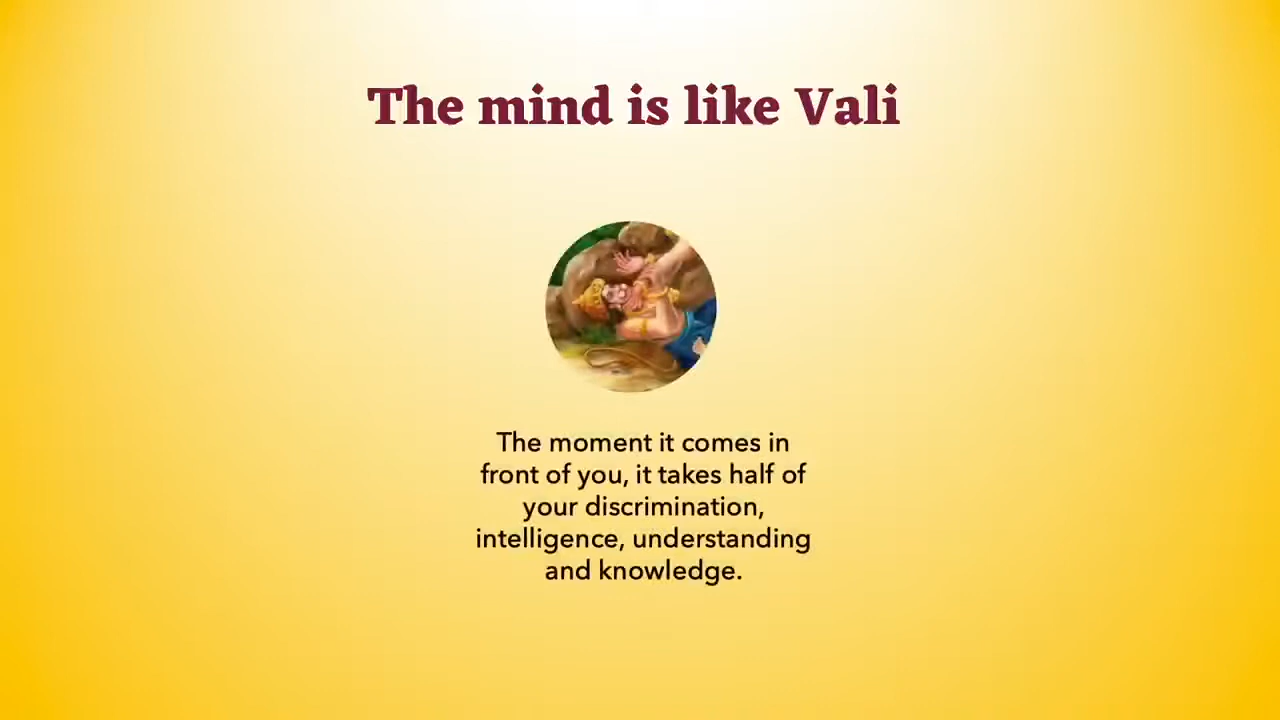 The mind is like Vali
The moment it comes in
front of you, it takes half of
your discrimination,
intelligence, understanding
and knowledge.